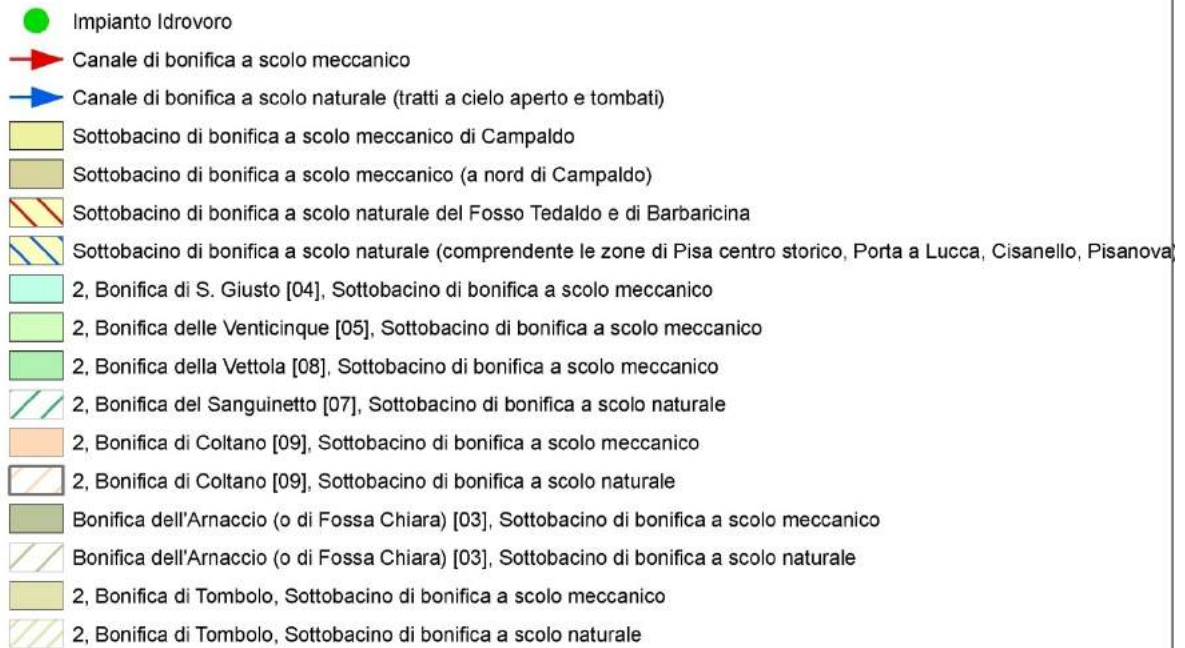 Impianto Idrovoro
Canale di bonifica a scolo meccanico
Canale di bonifica a scolo naturale (tratti a cielo aperto e tombati)
Sottobacino di bonifica a scolo meccanico di Campaldo
Sottobacino di bonifica a scolo meccanico (a nord di Campaldo)
Sottobacino di bonifica a scolo naturale del Fosso Tedaldo e di Barbaricina
Sottobacino di bonifica a scolo naturale (comprendente le zone di Pisa centro storico, Porta a Lucca, Cisanello, Pisanova)
2, Bonifica di S. Giusto [04], Sottobacino di bonifica a scolo meccanico
2, Bonifica delle Venticinque [05], Sottobacino di bonifica a scolo meccanico
2, Bonifica della Vettola [08], Sottobacino di bonifica a scolo meccanico
2, Bonifica del Sanguinetto [07], Sottobacino di bonifica a scolo naturale
2, Bonifica di Coltano [09], Sottobacino di bonifica a scolo meccanico
2, Bonifica di Coltano [09], Sottobacino di bonifica a scolo naturale
Bonifica dell'Arnaccio (o di Fossa Chiara) [03], Sottobacino di bonifica a scolo meccanico
Bonifica dell'Arnaccio (o di Fossa Chiara) [03], Sottobacino di bonifica a scolo naturale
2, Bonifica di Tombolo, Sottobacino di bonifica a scolo meccanico
2, Bonifica di Tombolo, Sottobacino di bonifica a scolo naturale